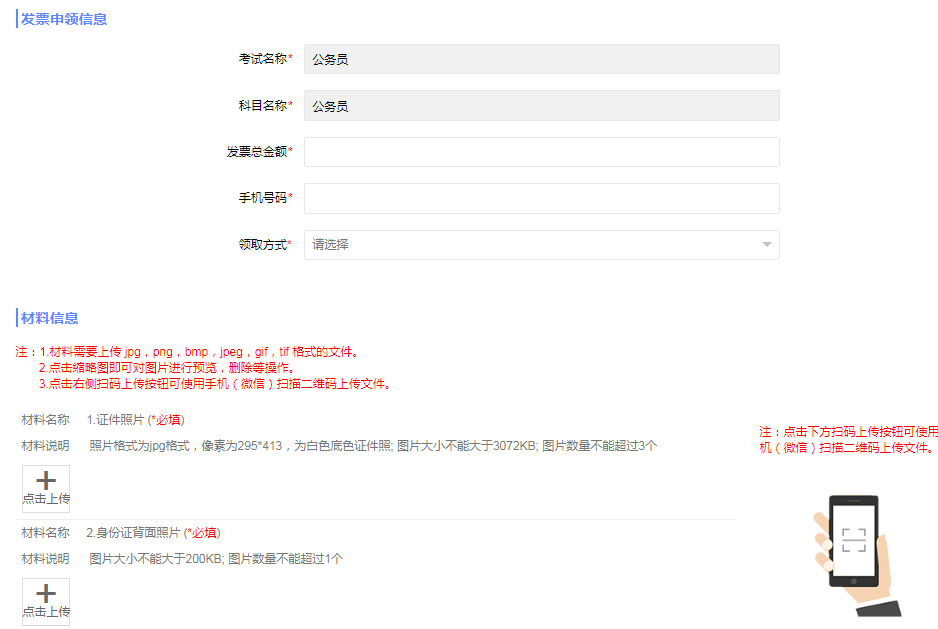 发票申领信息
考试名称* 公务员
科目名称* 公务员
发票总金额*
手机号码*
领取方式* 请选择
材料信息
注：1.材料需要上传 jpg，png，bmp，jpeg，gif，tif 格式的文件。
2.点击缩略图即可对图片进行预览，删除等操作。
3.点击右侧扫码上传按钮可使用手机（微信）扫描二维码上传文件。
材料名称 1.证件照片 (*必填)
材料说明 照片格式为jpg格式，像素为295*413，为白色底色证件照; 图片大小不能大于3072KB; 图片数量不能超过3个
点击上传
注：点击下方扫码上传按钮可使用
机（微信）扫描二维码上传文件。
材料名称 2.身份证背面照片 (*必填)
材料说明 图片大小不能大于200KB; 图片数量不能超过1个
点击上传